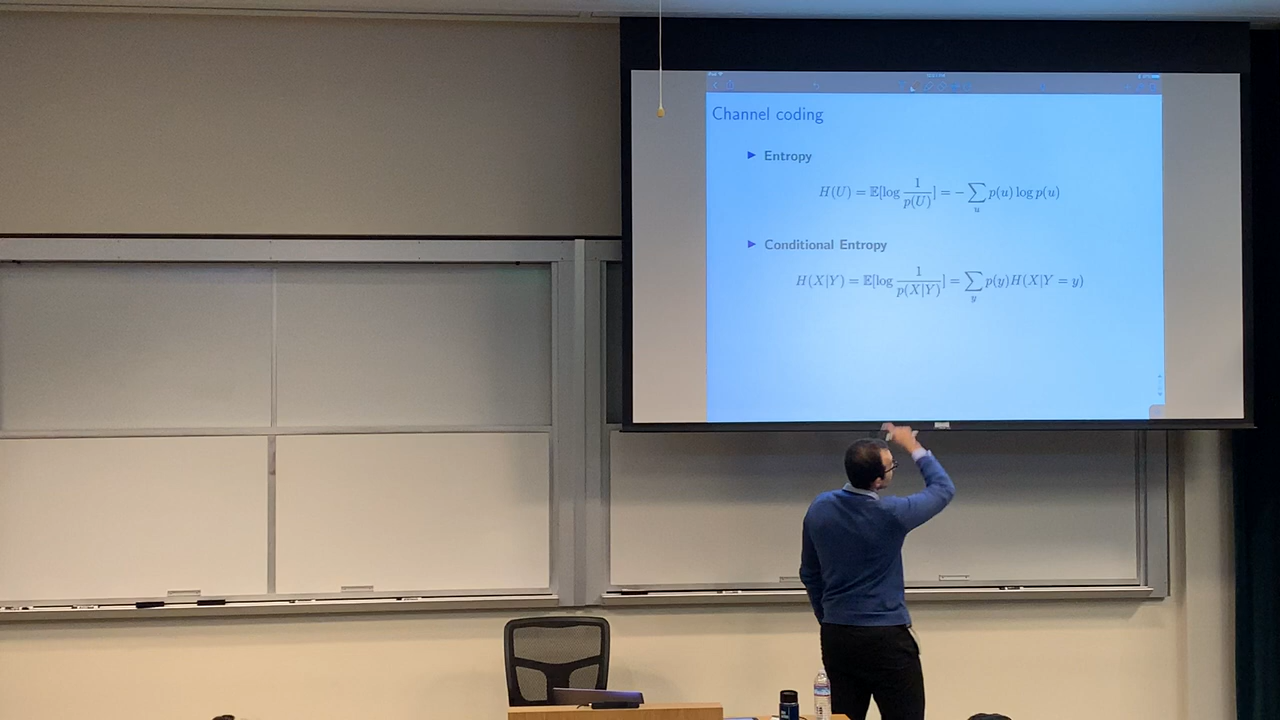 Channel coding
► Entropy
H(U) = 𝔼[log 1/p(U)] = − ∑_u p(u) log p(u)
► Conditional Entropy
H(X|Y) = 𝔼[log 1/p(X|Y)] = ∑_y p(y)H(X|Y = y)